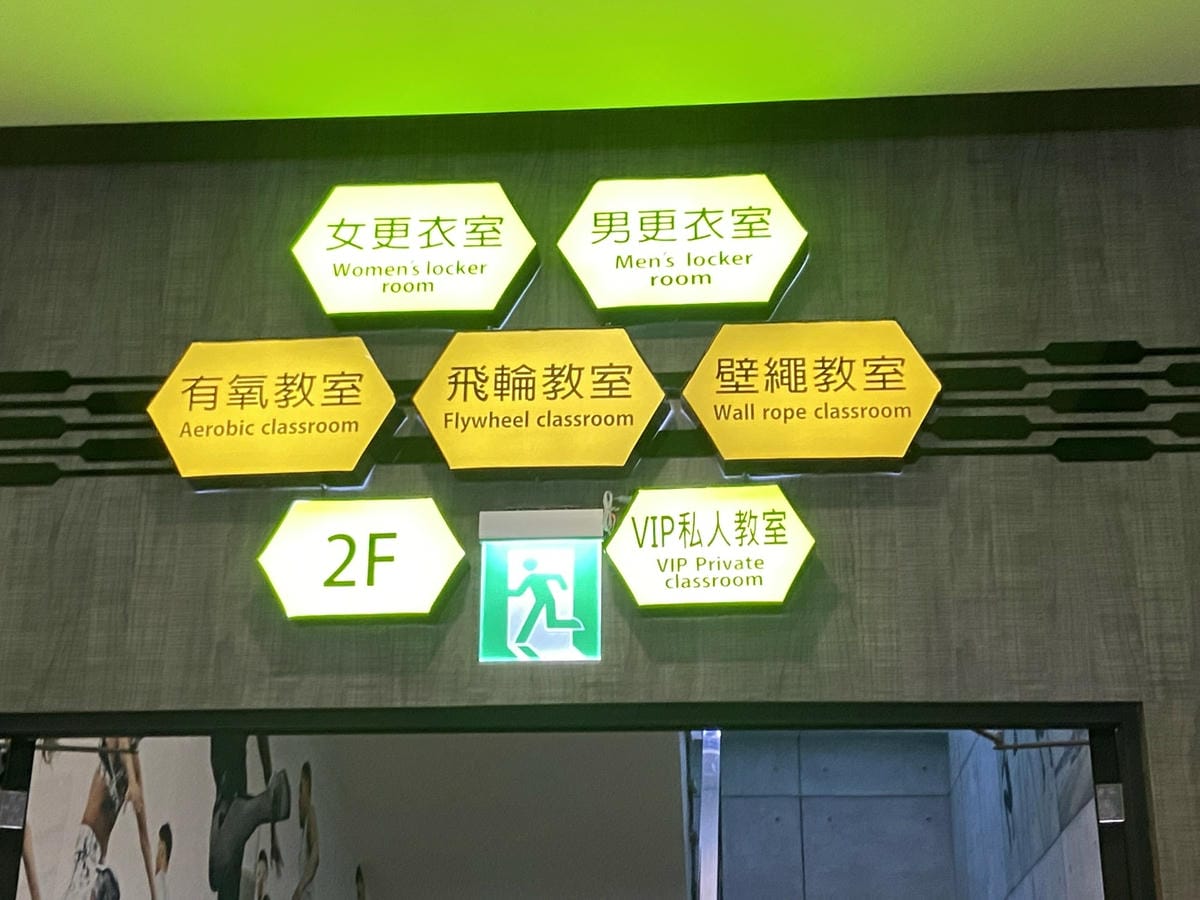 女更衣室
Women's locker
room
男更衣室
Men's locker
room
有氧教室
Aerobic classroom
飛輪教室
Flywheel classroom
壁繩教室
Wall rope classroom
2F
VIP私人教室
VIP Private
classroom